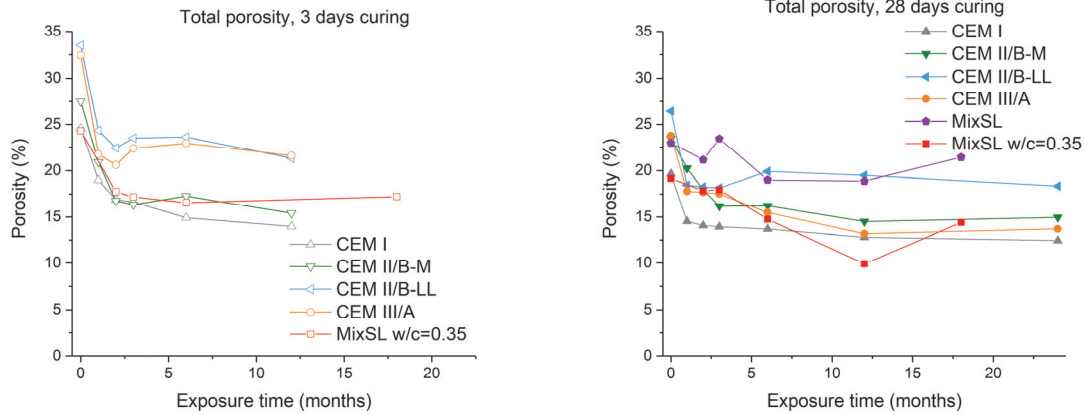 Total porosity, 3 days curing
35
30
25
20
15
10
5
0
Porosity (%)
CEM I
CEM II/B-M
CEM II/B-LL
CEM III/A
MixSL w/c=0.35
0 5 10 15 20
Exposure time (months)
Total porosity, 28 days curing
35
30
25
20
15
10
5
0
Porosity (%)
CEM I
CEM II/B-M
CEM II/B-LL
CEM III/A
MixSL
MixSL w/c=0.35
0 5 10 15 20
Exposure time (months)